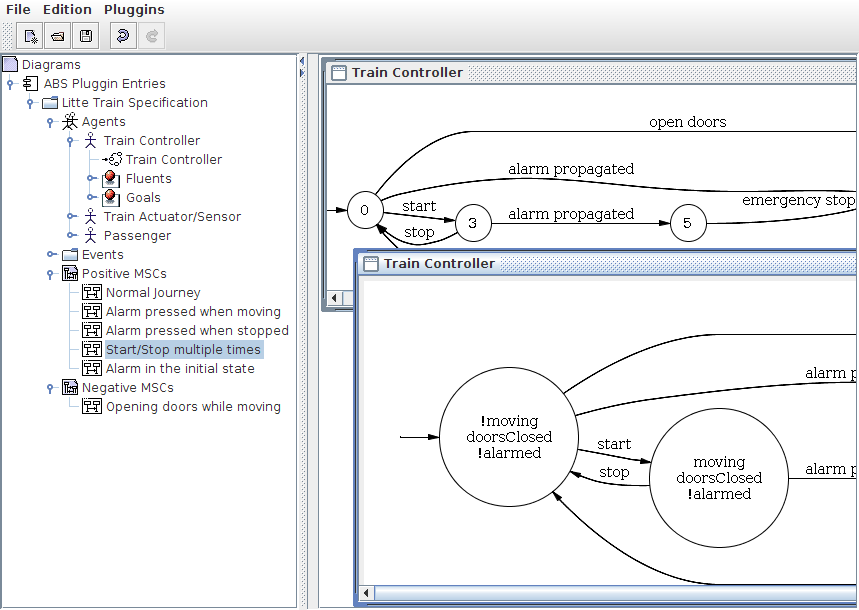 File Edition Pluggins
Diagrams
ABS Pluggin Entries
Litte Train Specification
Agents
Train Controller
Train Controller
Fluents
Goals
Train Actuator/Sensor
Passenger
Events
Positive MSCs
Normal Journey
Alarm pressed when moving
Alarm pressed when stopped
Start/Stop multiple times
Alarm in the initial state
Negative MSCs
Opening doors while moving
Train Controller
open doors
alarm propagated
emergency stop
0
start
3
alarm propagated
5
stop
Train Controller
alarm p
!moving
doorsClosed
!alarmed
start
stop
moving
doorsClosed
!alarmed
alarm p